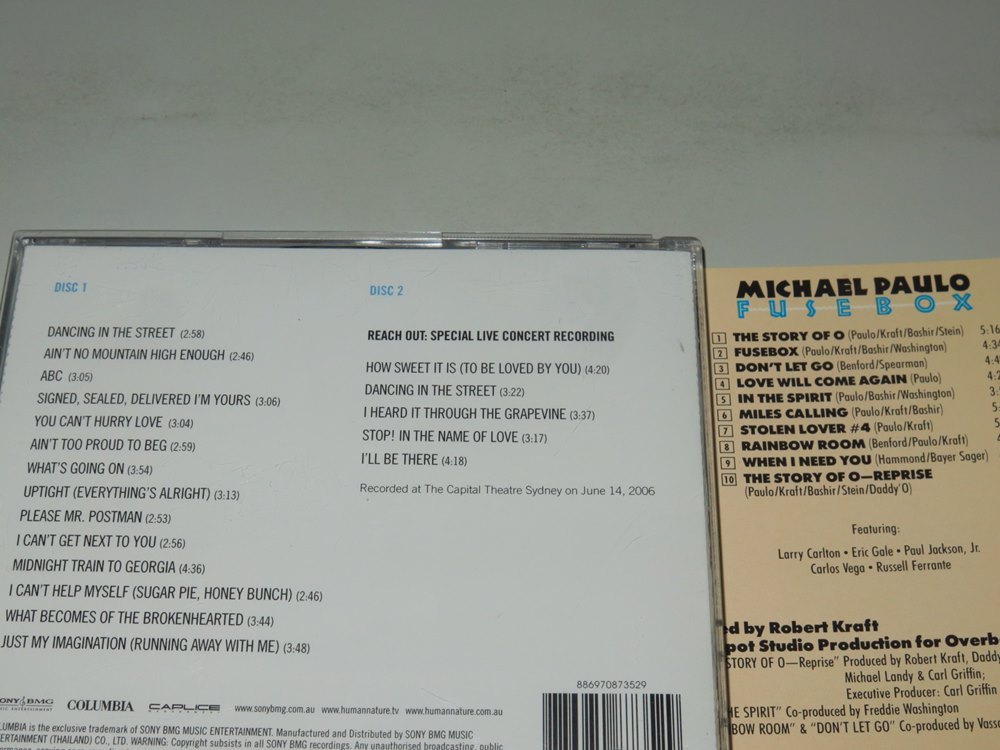 DISC 1
DANCING IN THE STREET (2:58)
AIN'T NO MOUNTAIN HIGH ENOUGH (2:46)
ABC (3:05)
SIGNED, SEALED, DELIVERED I'M YOURS (3:06)
YOU CAN'T HURRY LOVE (3:04)
AIN'T TOO PROUD TO BEG (2:59)
WHAT'S GOING ON (3:54)
UPTIGHT (EVERYTHING'S ALRIGHT) (3:13)
PLEASE MR. POSTMAN (2:53)
I CAN'T GET NEXT TO YOU (2:56)
MIDNIGHT TRAIN TO GEORGIA (4:36)
I CAN'T HELP MYSELF (SUGAR PIE, HONEY BUNCH) (2:46)
WHAT BECOMES OF THE BROKENHEARTED (3:44)
JUST MY IMAGINATION (RUNNING AWAY WITH ME) (3:48)
DISC 2
REACH OUT: SPECIAL LIVE CONCERT RECORDING
HOW SWEET IT IS (TO BE LOVED BY YOU) (4:20)
DANCING IN THE STREET (3:22)
I HEARD IT THROUGH THE GRAPEVINE (3:37)
STOP! IN THE NAME OF LOVE (3:17)
I'LL BE THERE (4:18)
Recorded at The Capital Theatre Sydney on June 14, 2006
886970873529
SONY BMG COLUMBIA CAPLICE www.sonybmg.com.au www.humannature.tv www.humannature.com.au
is the exclusive trademark of SONY BMG MUSIC ENTERTAINMENT. Manufactured and Distributed by SONY BMG MUSIC
ENTERTAINMENT (THAILAND) CO., LTD. WARNING: Copyright subsists in all SONY BMG recordings. Any unauthorised broadcasting, public
MICHAEL PAULO
FUSEBOX
1 THE STORY OF O (Paulo/Kraft/Bashir/Stein) 5:16
2 FUSEBOX (Paulo/Kraft/Bashir/Washington) 4:34
3 DON'T LET GO (Benford/Spearman)
4 LOVE WILL COME AGAIN (Paulo)
5 IN THE SPIRIT (Paulo/Bashir/Washington)
6 MILES CALLING (Paulo/Kraft/Bashir)
7 STOLEN LOVER #4 (Paulo/Kraft)
8 RAINBOW ROOM (Benford/Paulo/Kraft)
9 WHEN I NEED YOU (Hammond/Bayer Sager)
10 THE STORY OF O—REPRISE
(Paulo/Kraft/Bashir/Stein/Daddy'O)
Featuring:
Larry Carlton • Eric Gale • Paul Jackson, Jr.
Carlos Vega • Russell Ferrante
ed by Robert Kraft
pot Studio Production for Overb
STORY OF O—Reprise" Produced by Robert Kraft, Daddy
Michael Landy & Carl Griffin;
Executive Producer: Carl Griffin
HE SPIRIT" Co-produced by Freddie Washington
BOW ROOM" & "DON'T LET GO" Co-produced by Vass